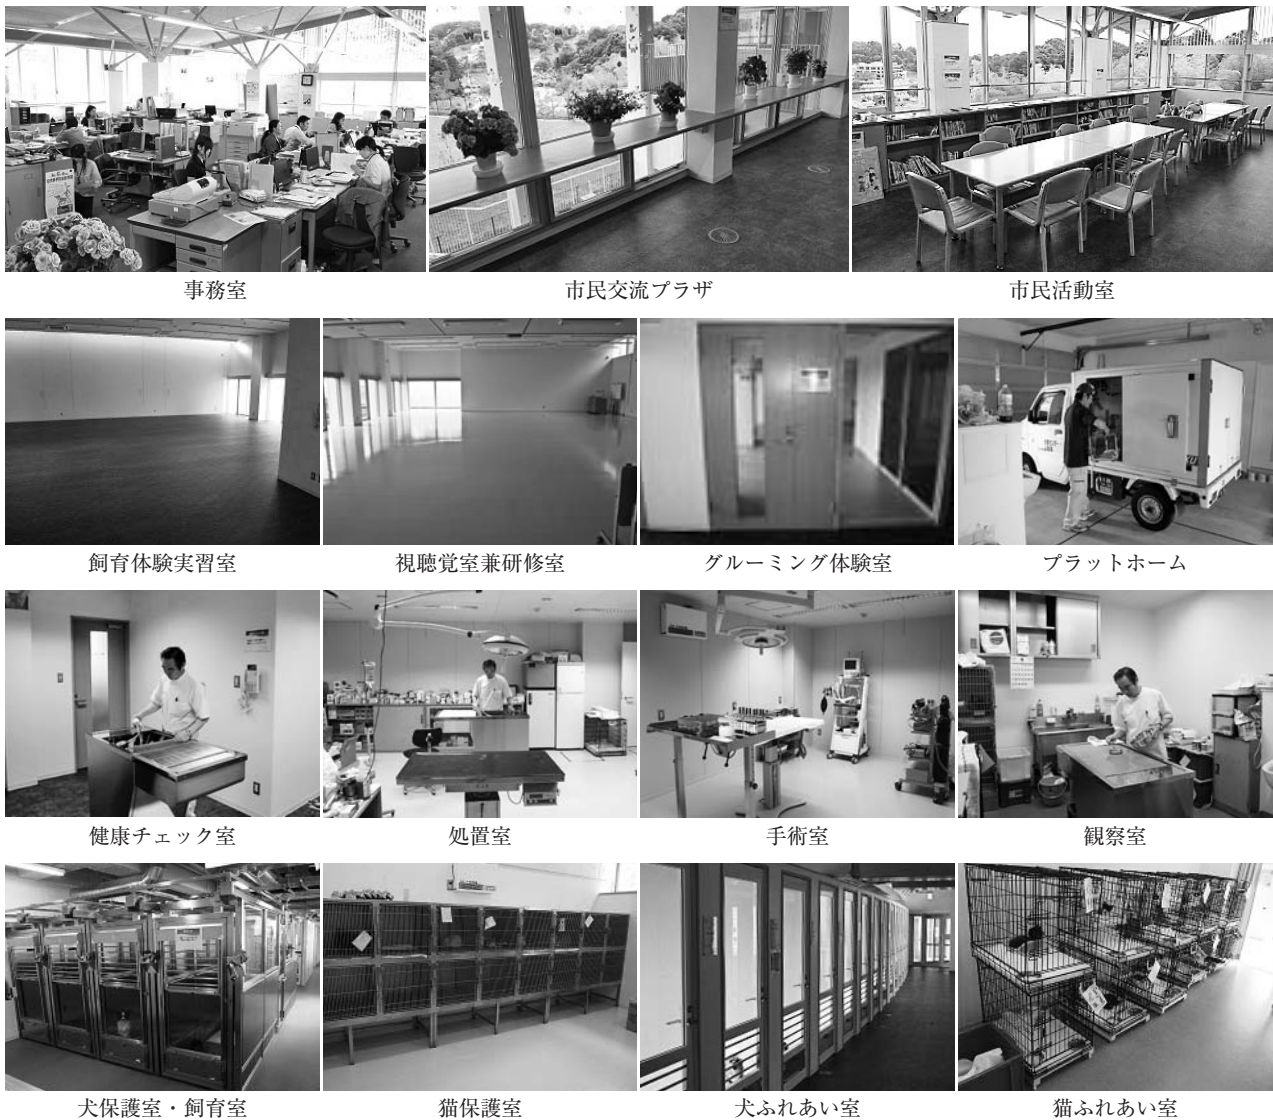 事務室
市民交流プラザ
市民活動室
飼育体験実習室
視聴覚室兼研修室
グルーミング体験室
プラットホーム
健康チェック室
処置室
手術室
観察室
犬保護室・飼育室
猫保護室
犬ふれあい室
猫ふれあい室